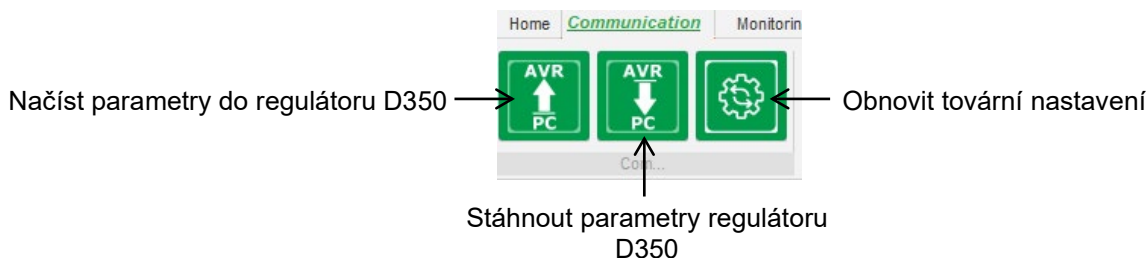 Home Communication Monitorin
AVR AVR
PC PC
Načíst parametry do regulátoru D350
Obnovit tovární nastavení
Com...
Stáhnout parametry regulátoru
D350